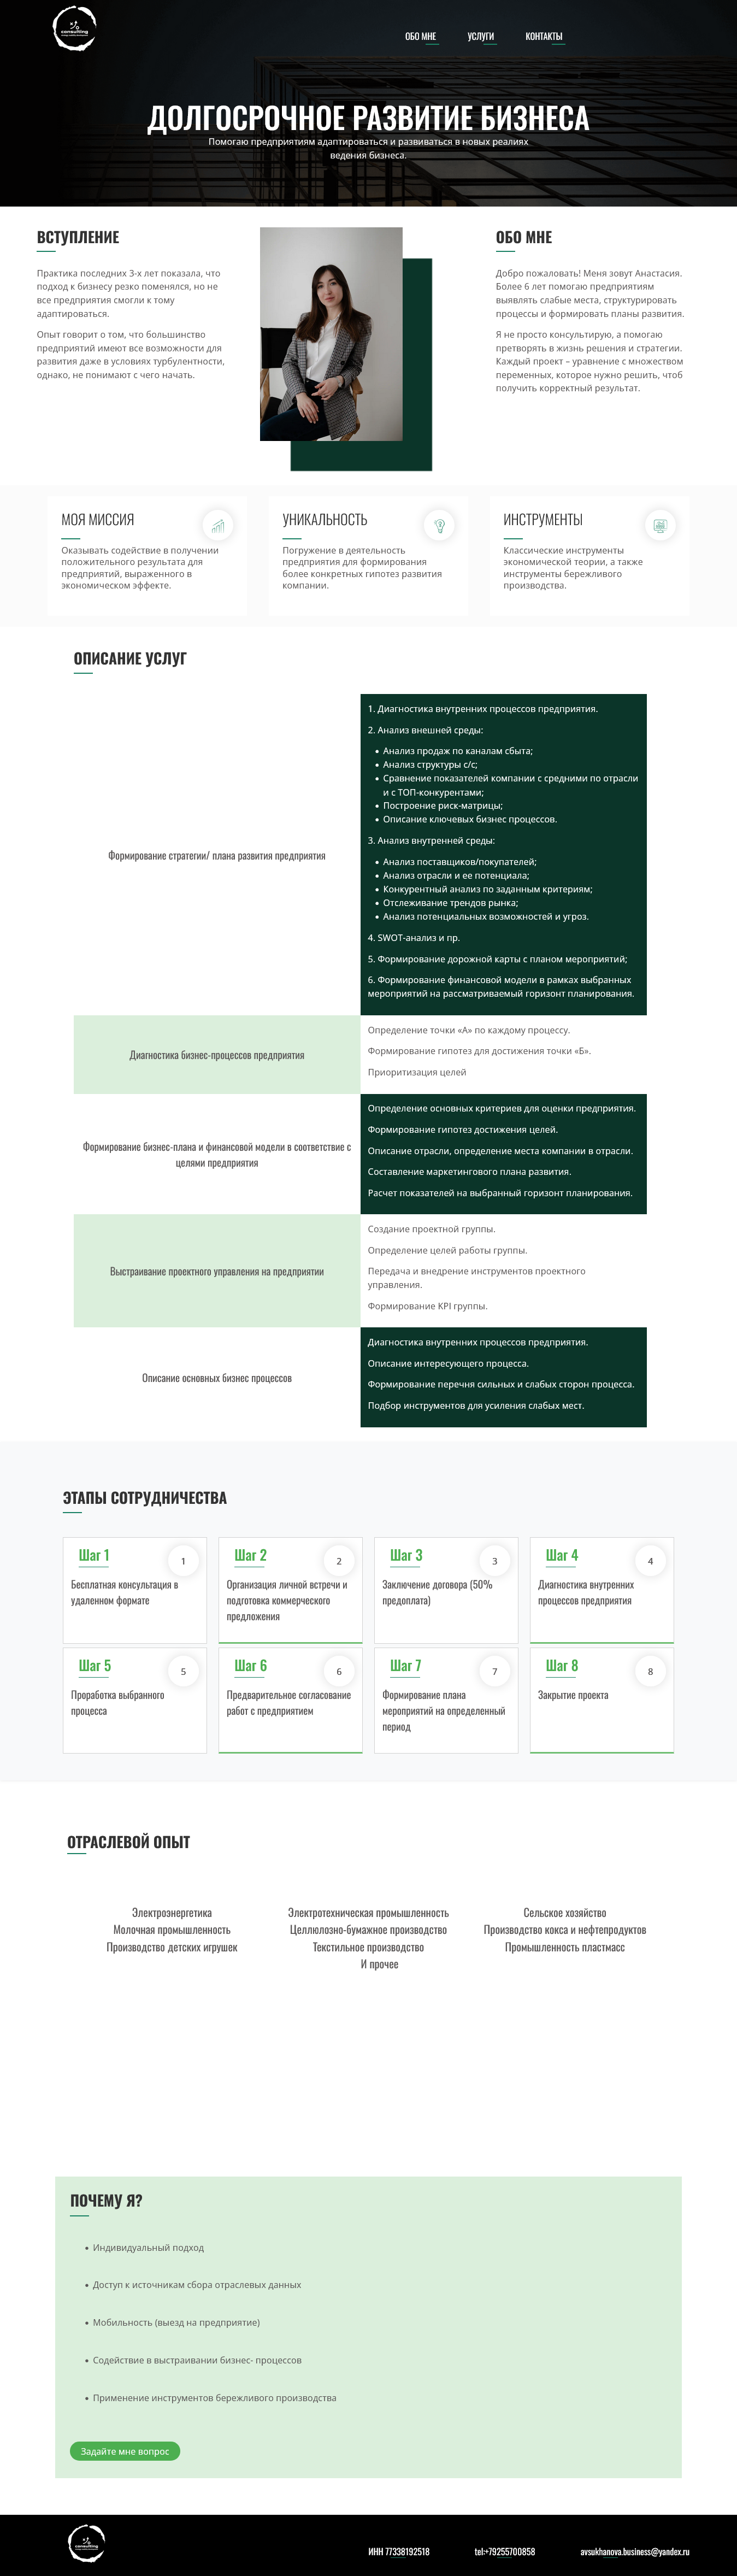 consulting
ОБО МНЕ
УСЛУГИ
КОНТАКТЫ
ДОЛГОСРОЧНОЕ РАЗВИТИЕ БИЗНЕСА
Помогаю предприятиям адаптироваться и развиваться в новых реалиях
ведения бизнеса.
ВСТУПЛЕНИЕ
Практика последних 3-х лет показала, что
подход к бизнесу резко поменялся, но не
все предприятия смогли к тому
адаптироваться.
Опыт говорит о том, что большинство
предприятий имеют все возможности для
развития даже в условиях турбулентности,
однако, не понимают с чего начать.
ОБО МНЕ
Добро пожаловать! Меня зовут Анастасия.
Более 6 лет помогаю предприятиям
выявлять слабые места, структурировать
процессы и формировать планы развития.
Я не просто консультирую, а помогаю
претворять в жизнь решения и стратегии.
Каждый проект – уравнение с множеством
переменных, которое нужно решить, чтоб
получить корректный результат.
МОЯ МИССИЯ
Оказывать содействие в получении
положительного результата для
предприятий, выраженного в
экономическом эффекте.
УНИКАЛЬНОСТЬ
Погружение в деятельность
предприятия для формирования
более конкретных гипотез развития
компании.
ИНСТРУМЕНТЫ
Классические инструменты
экономической теории, а также
инструменты бережливого
производства.
ОПИСАНИЕ УСЛУГ
Формирование стратегии/ плана развития предприятия
1. Диагностика внутренних процессов предприятия.
2. Анализ внешней среды:
• Анализ продаж по каналам сбыта;
• Анализ структуры с/с;
• Сравнение показателей компании с средними по отрасли
и с ТОП-конкурентами;
• Построение риск-матрицы;
• Описание ключевых бизнес процессов.
3. Анализ внутренней среды:
• Анализ поставщиков/покупателей;
• Анализ отрасли и ее потенциала;
• Конкурентный анализ по заданным критериям;
• Отслеживание трендов рынка;
• Анализ потенциальных возможностей и угроз.
4. SWOT-анализ и пр.
5. Формирование дорожной карты с планом мероприятий;
6. Формирование финансовой модели в рамках выбранных
мероприятий на рассматриваемый горизонт планирования.
Диагностика бизнес-процессов предприятия
Определение точки «А» по каждому процессу.
Формирование гипотез для достижения точки «Б».
Приоритизация целей
Формирование бизнес-плана и финансовой модели в соответствие с
целями предприятия
Определение основных критериев для оценки предприятия.
Формирование гипотез достижения целей.
Описание отрасли, определение места компании в отрасли.
Составление маркетингового плана развития.
Расчет показателей на выбранный горизонт планирования.
Выстраивание проектного управления на предприятии
Создание проектной группы.
Определение целей работы группы.
Передача и внедрение инструментов проектного
управления.
Формирование KPI группы.
Описание основных бизнес процессов
Диагностика внутренних процессов предприятия.
Описание интересующего процесса.
Формирование перечня сильных и слабых сторон процесса.
Подбор инструментов для усиления слабых мест.
ЭТАПЫ СОТРУДНИЧЕСТВА
Шаг 1
1
Бесплатная консультация в
удаленном формате
Шаг 2
2
Организация личной встречи и
подготовка коммерческого
предложения
Шаг 3
3
Заключение договора (50%
предоплата)
Шаг 4
4
Диагностика внутренних
процессов предприятия
Шаг 5
5
Проработка выбранного
процесса
Шаг 6
6
Предварительное согласование
работ с предприятием
Шаг 7
7
Формирование плана
мероприятий на определенный
период
Шаг 8
8
Закрытие проекта
ОТРАСЛЕВОЙ ОПЫТ
Электроэнергетика
Молочная промышленность
Производство детских игрушек
Электротехническая промышленность
Целлюлозно-бумажное производство
Текстильное производство
И прочее
Сельское хозяйство
Производство кокса и нефтепродуктов
Промышленность пластмасс
ПОЧЕМУ Я?
• Индивидуальный подход
• Доступ к источникам сбора отраслевых данных
• Мобильность (выезд на предприятие)
• Содействие в выстраивании бизнес- процессов
• Применение инструментов бережливого производства
Задайте мне вопрос
consulting
ИНН 77338192518
tel:+79255700858
avsukhanova.business@yandex.ru